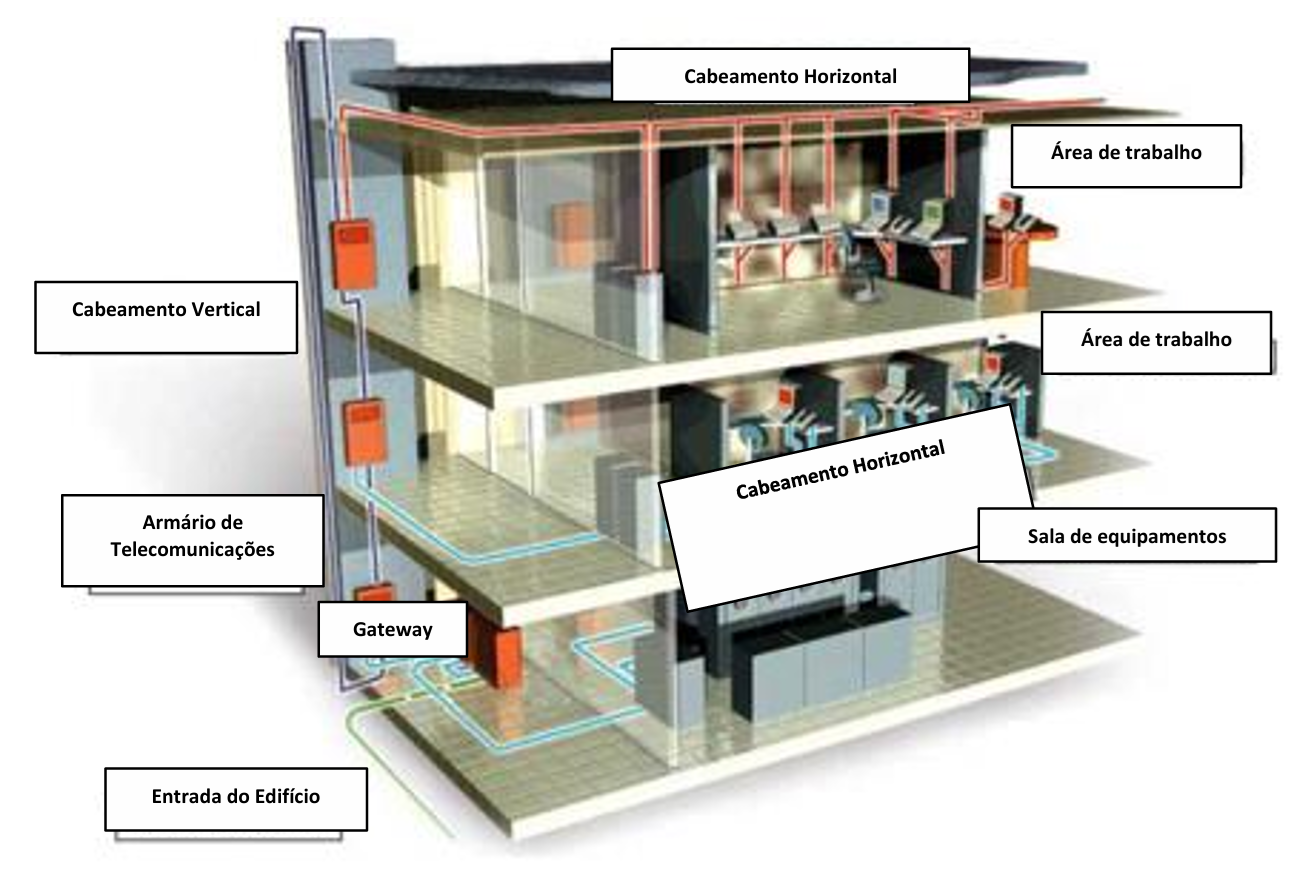 Cabeamento Horizontal
Área de trabalho
Cabeamento Vertical
Área de trabalho
Cabeamento Horizontal
Armário de
Telecomunicações
Sala de equipamentos
Gateway
Entrada do Edifício